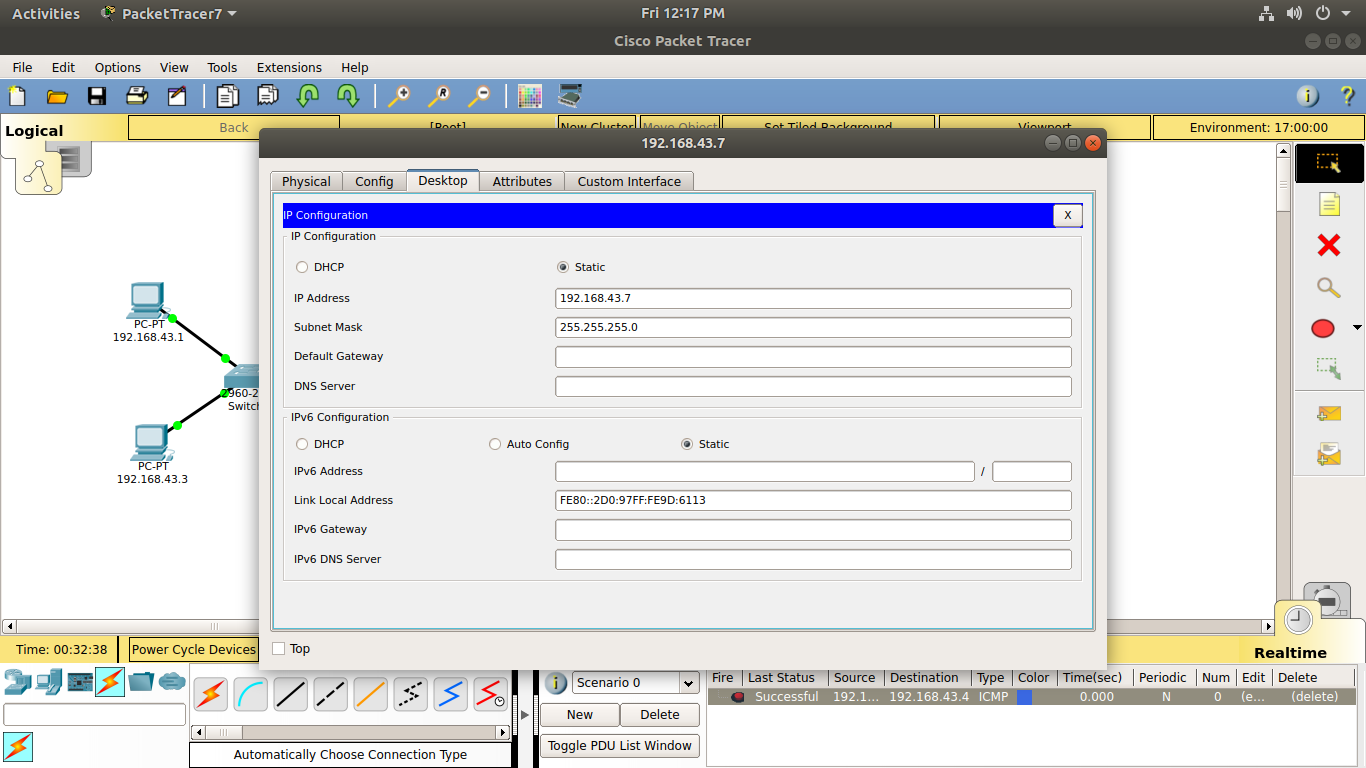 Activities PacketTracer7 Fri 12:17 PM
Cisco Packet Tracer
File Edit Options View Tools Extensions Help
Logical Back [Root] New Cluster Move Object Set Tiled Background Viewport Environment: 17:00:00
192.168.43.7
Physical Config Desktop Attributes Custom Interface
IP Configuration X
IP Configuration
DHCP Static
IP Address 192.168.43.7
Subnet Mask 255.255.255.0
Default Gateway
DNS Server
IPv6 Configuration
DHCP Auto Config Static
IPv6 Address /
Link Local Address FE80::2D0:97FF:FE9D:6113
IPv6 Gateway
IPv6 DNS Server
Top
PC-PT
192.168.43.1
2960-2
Switch
PC-PT
192.168.43.3
Time: 00:32:38 Power Cycle Devices Realtime
Scenario 0
New Delete
Toggle PDU List Window
Automatically Choose Connection Type
Fire Last Status Source Destination Type Color Time(sec) Periodic Num Edit Delete
Successful 192.1... 192.168.43.4 ICMP 0.000 N 0 (e... (delete)